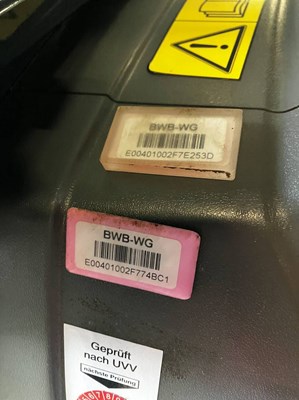 BWB-WG
E00401002F7E253D
BWB-WG
E00401002F774BC1
Geprüft
nach UVV
nächste Prüfung